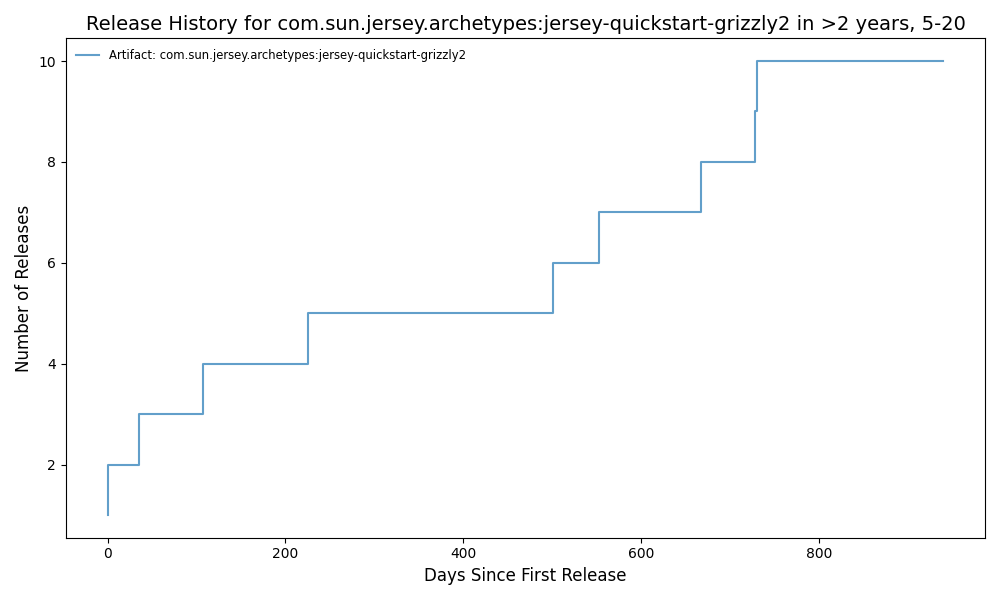 Release History for com.sun.jersey.archetypes:jersey-quickstart-grizzly2 in >2 years, 5-20
Artifact: com.sun.jersey.archetypes:jersey-quickstart-grizzly2
10
8
6
4
2
Number of Releases
0 200 400 600 800
Days Since First Release